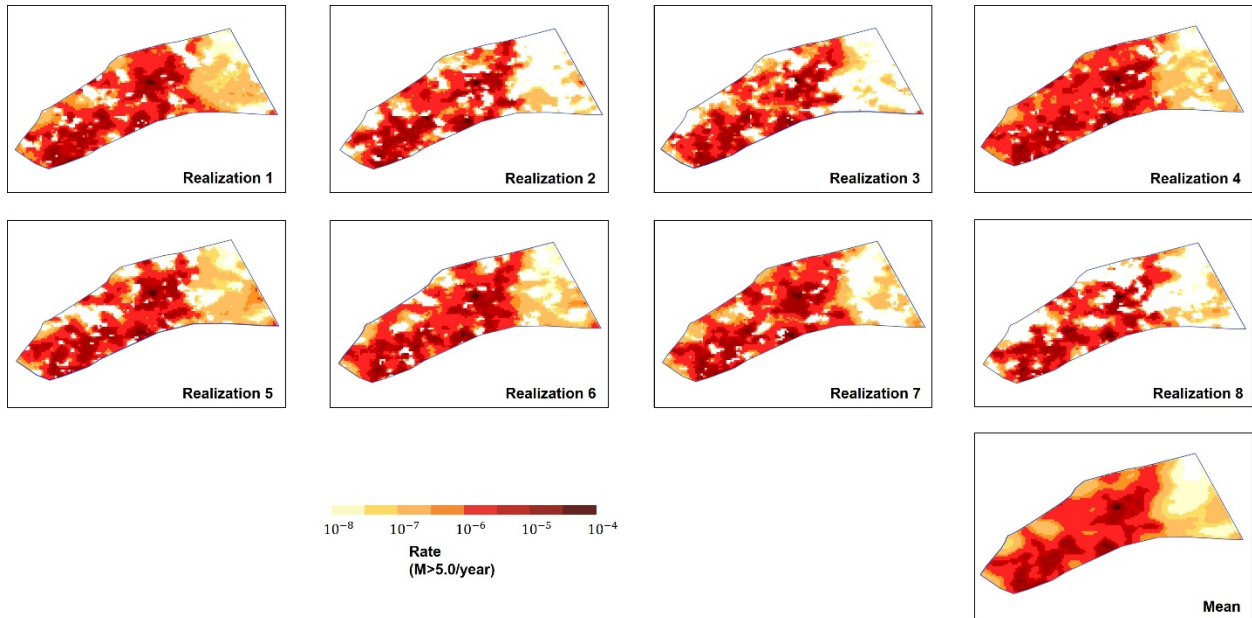 Realization 1
Realization 2
Realization 3
Realization 4
Realization 5
Realization 6
Realization 7
Realization 8
10⁻⁸ 10⁻⁷ 10⁻⁶ 10⁻⁵ 10⁻⁴
Rate
(M>5.0/year)
Mean